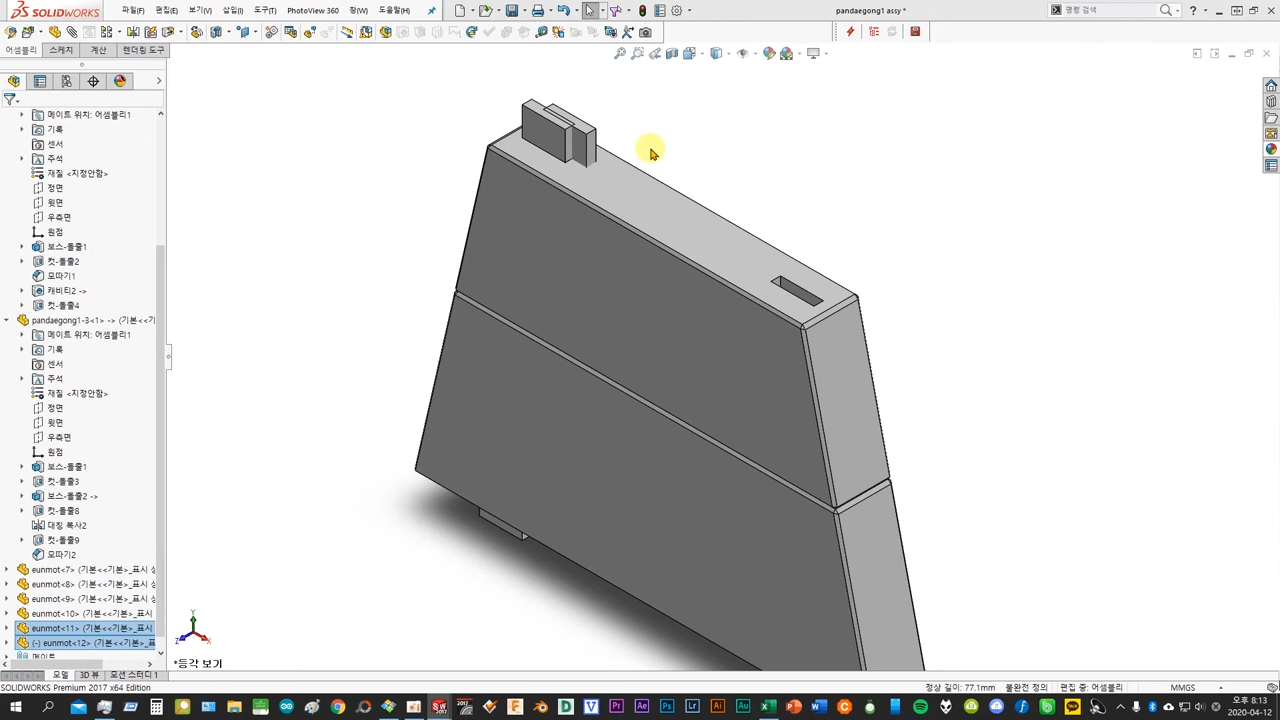 SOLIDWORKS
파일(F)
편집(E)
보기(V)
삽입(I)
도구(T)
PhotoView 360
창(W)
도움말(H)
pandaegong1 assy *
명령 검색
어셈블리
스케치
계산
렌더링 도구
메이트 위치: 어셈블리1
기록
센서
주석
재질 <지정안함>
정면
윗면
우측면
원점
보스-돌출1
컷-돌출2
모따기1
캐비티2 ->
컷-돌출4
pandaegong1-3<1> -> (기본<<기
메이트 위치: 어셈블리1
기록
센서
주석
재질 <지정안함>
정면
윗면
우측면
원점
보스-돌출1
컷-돌출3
보스-돌출2 ->
컷-돌출8
대칭 복사2
컷-돌출9
모따기2
eunmot<7> (기본<<기본>_표시 상
eunmot<8> (기본<<기본>_표시 상
eunmot<9> (기본<<기본>_표시 상
eunmot<10> (기본<<기본>_표시
eunmot<11> (기본<<기본>_표시
(-) eunmot<12> (기본<<기본>_표
메이트
Y
Z
X
*등각 보기
모델
3D 뷰
모션 스터디 1
SOLIDWORKS Premium 2017 x64 Edition
정상 길이: 77.1mm
불완전 정의
편집 중: 어셈블리
MMGS
오후 8:13
2020-04-12